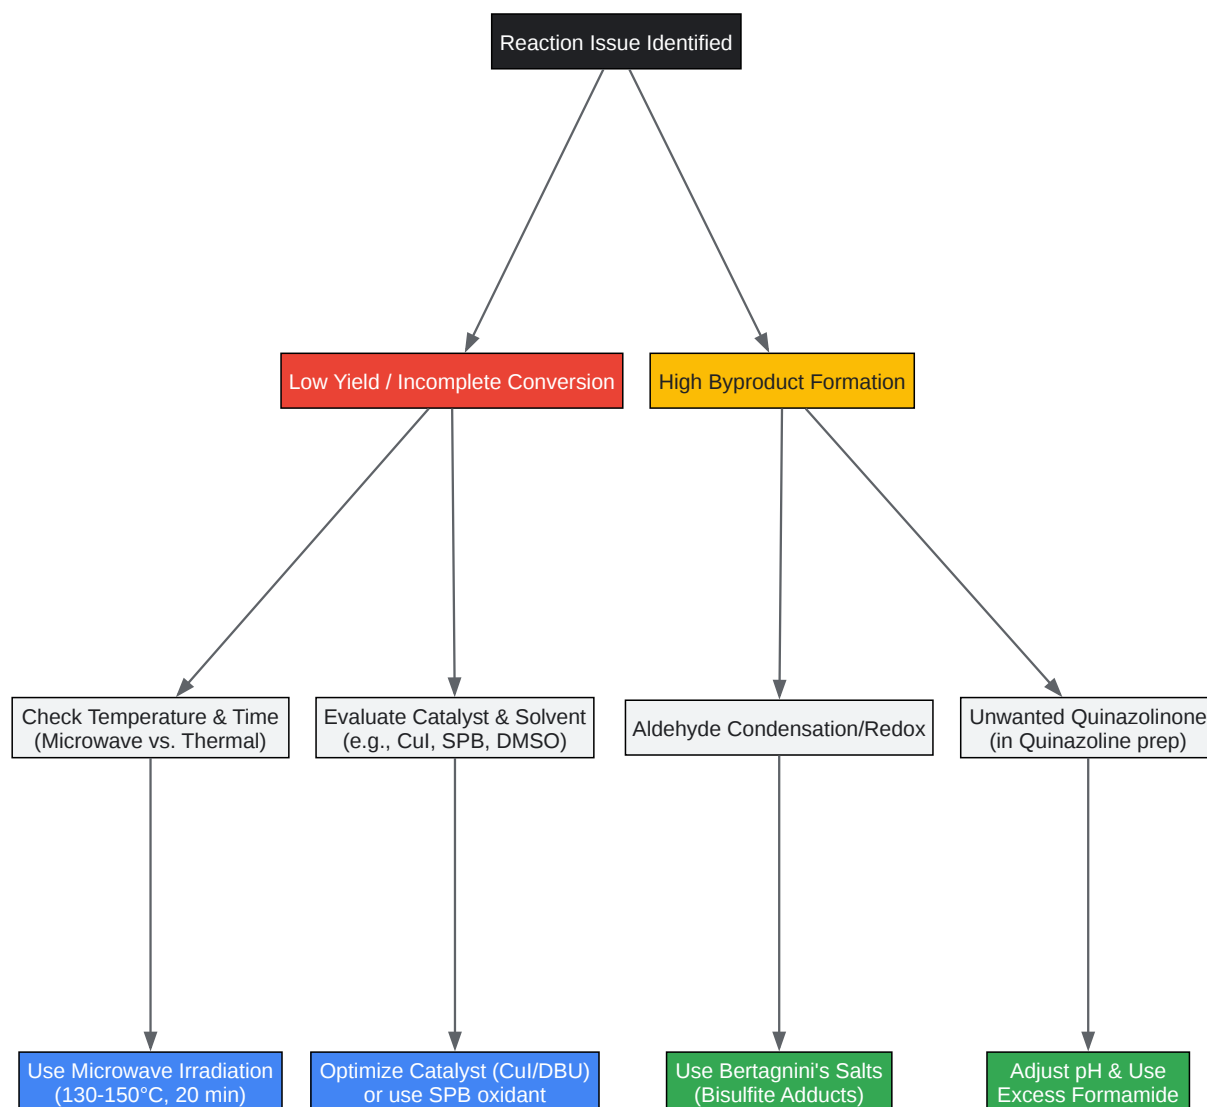 Reaction Issue Identified
Low Yield / Incomplete Conversion
High Byproduct Formation
Check Temperature & Time
(Microwave vs. Thermal)
Evaluate Catalyst & Solvent
(e.g., CuI, SPB, DMSO)
Aldehyde Condensation/Redox
Unwanted Quinazolinone
(in Quinazoline prep)
Use Microwave Irradiation
(130-150°C, 20 min)
Optimize Catalyst (CuI/DBU)
or use SPB oxidant
Use Bertagnini's Salts
(Bisulfite Adducts)
Adjust pH & Use
Excess Formamide